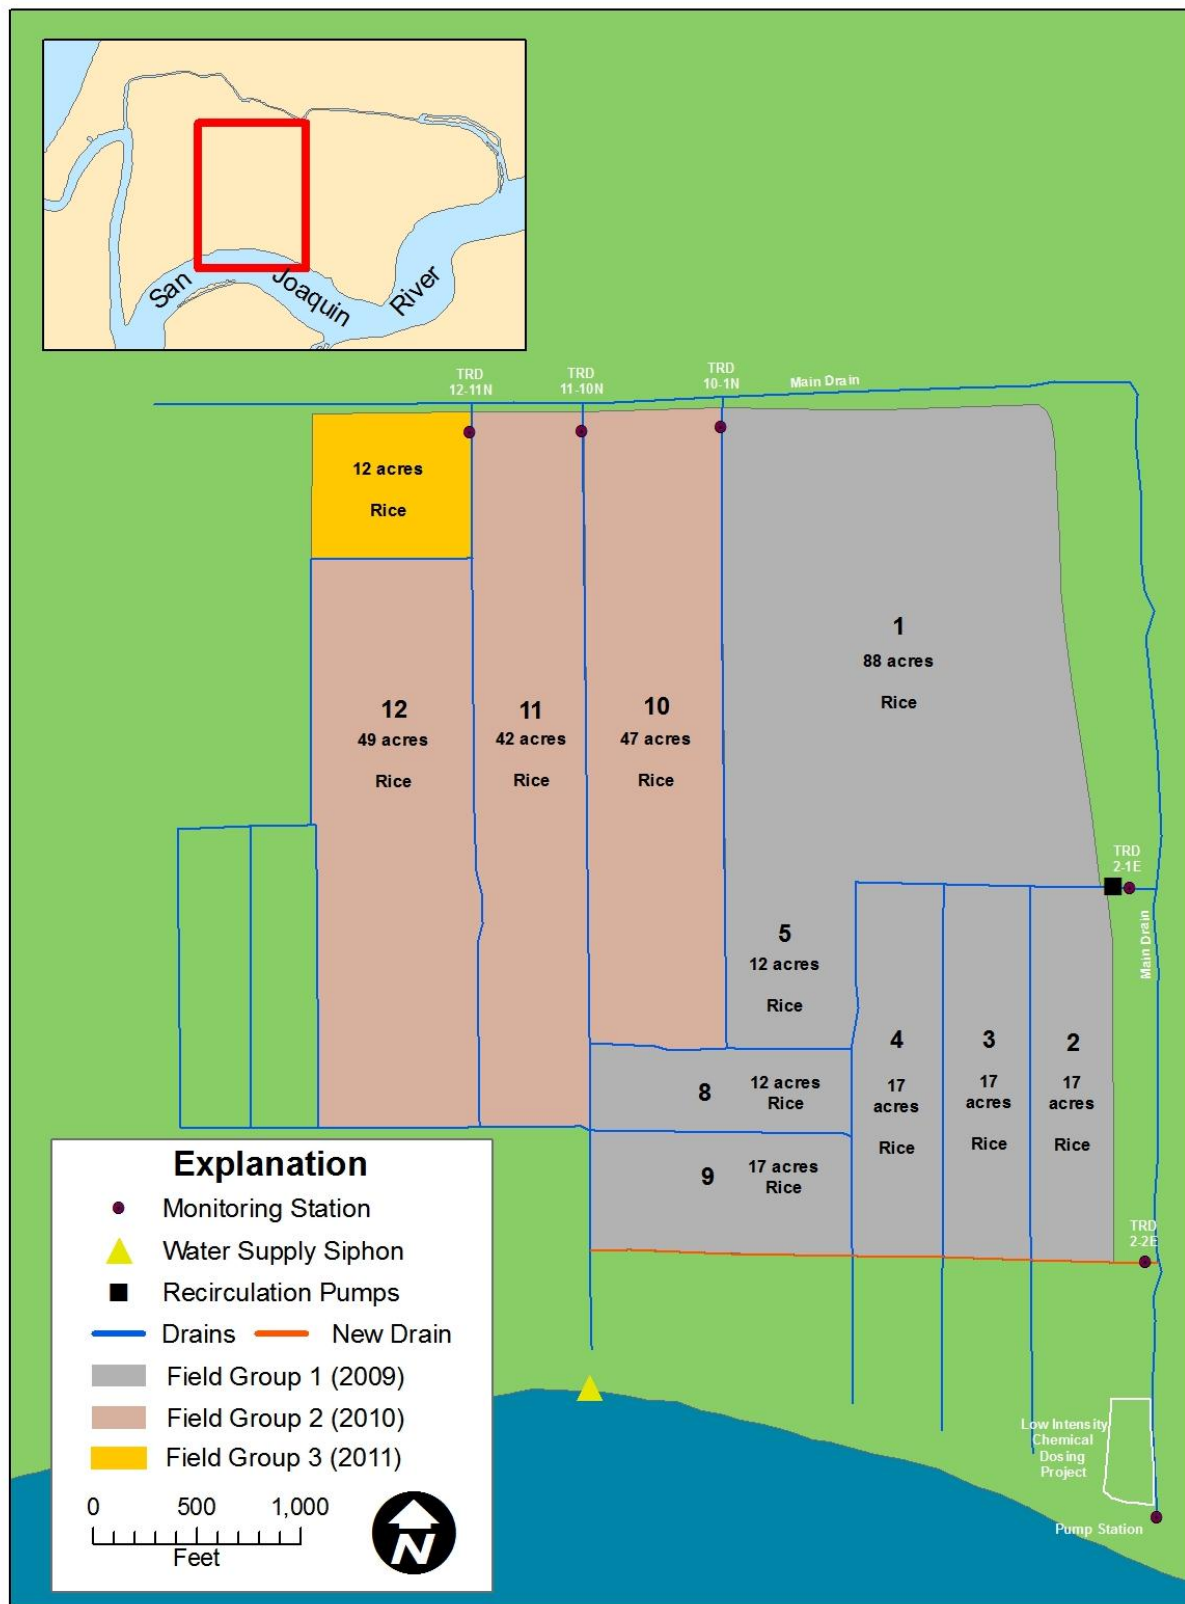 San
Joaquin
River
TRD
12-11N
TRD
11-10N
TRD
10-1N
Main Drain
12 acres
Rice
1
88 acres
Rice
12
49 acres
Rice
11
42 acres
Rice
10
47 acres
Rice
TRD
2-1E
Main Drain
5
12 acres
Rice
4
17
acres
Rice
3
17
acres
Rice
2
17
acres
Rice
8
12 acres
Rice
9
17 acres
Rice
TRD
2-2E
Explanation
Monitoring Station
Water Supply Siphon
Recirculation Pumps
Drains
New Drain
Field Group 1 (2009)
Field Group 2 (2010)
Field Group 3 (2011)
0 500 1,000
Feet
N
Low Intensity
Chemical
Dosing
Project
Pump Station